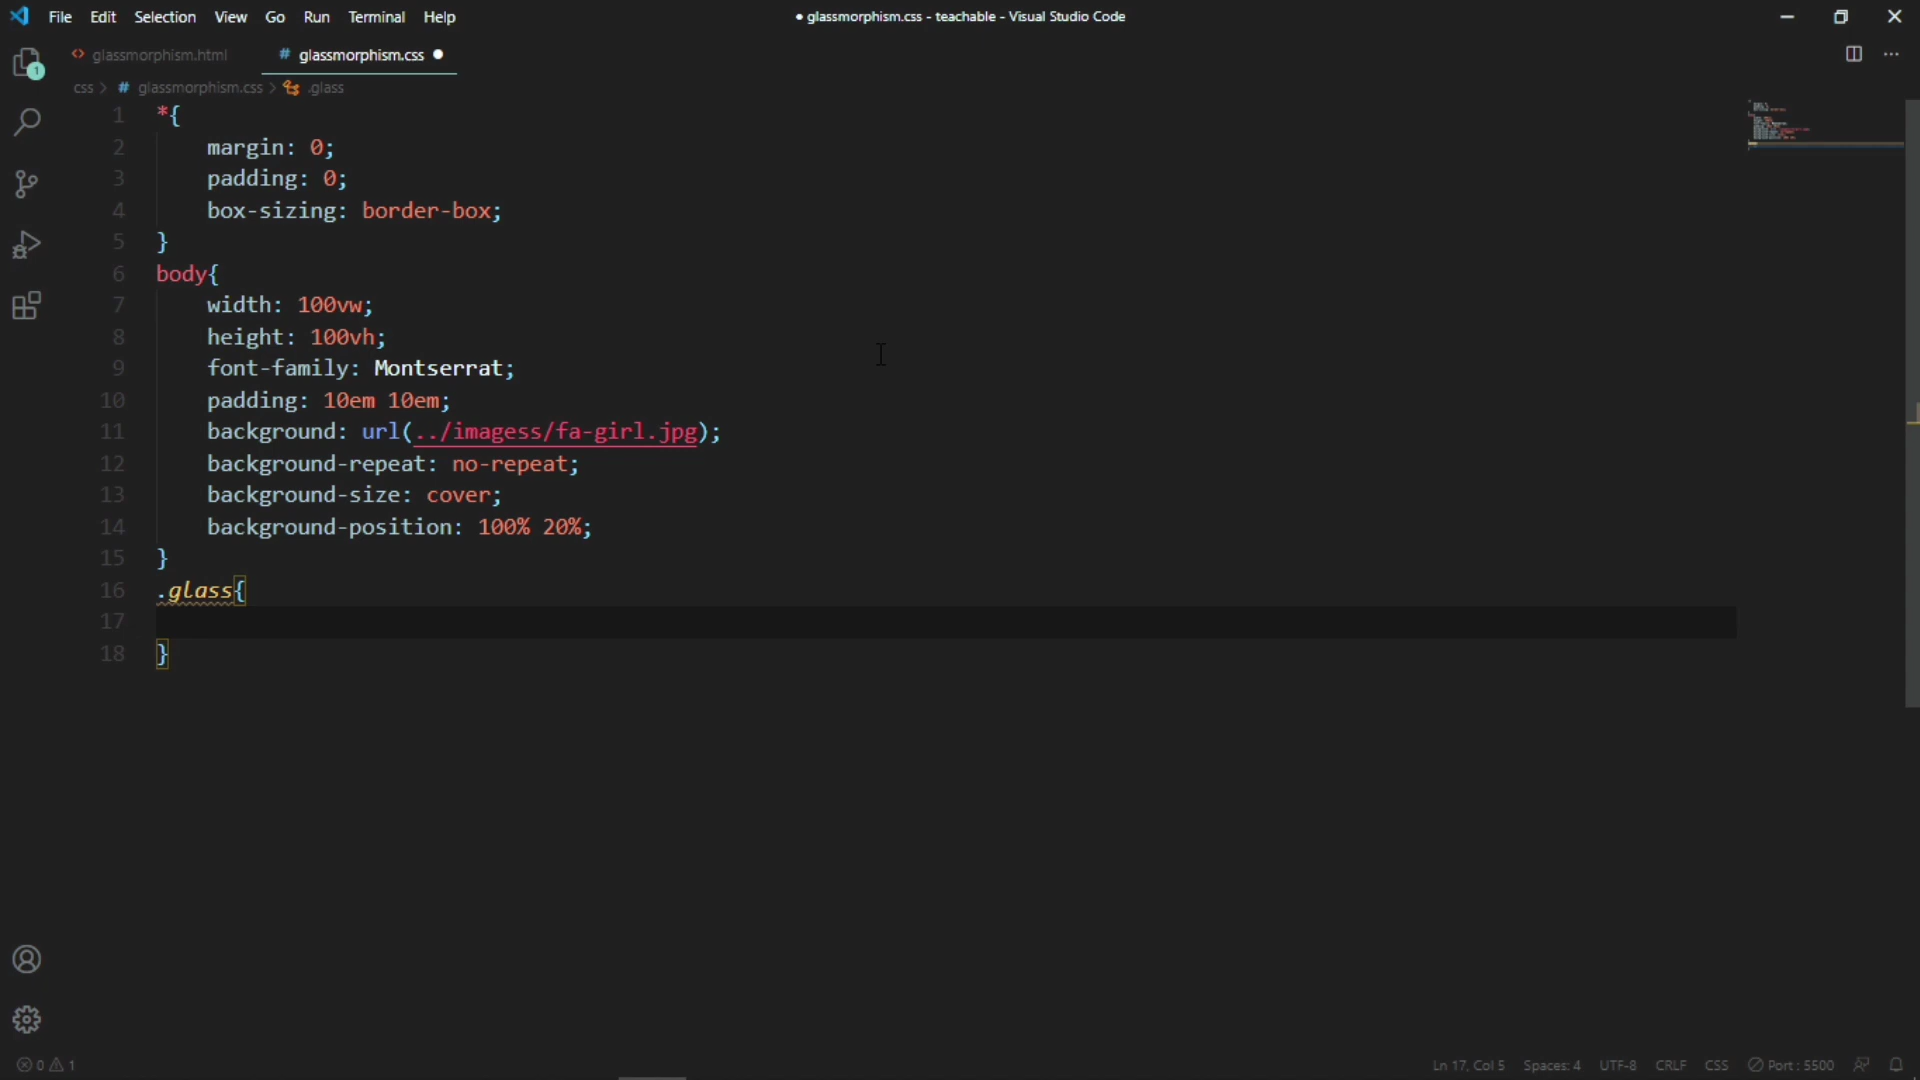 File Edit Selection View Go Run Terminal Help
● glassmorphism.css - teachable - Visual Studio Code
1
<> glassmorphism.html
# glassmorphism.css ●
css > # glassmorphism.css > .glass
1 *{
2     margin: 0;
3     padding: 0;
4     box-sizing: border-box;
5 }
6 body{
7     width: 100vw;
8     height: 100vh;
9     font-family: Montserrat;
10     padding: 10em 10em;
11     background: url(../imagess/fa-girl.jpg);
12     background-repeat: no-repeat;
13     background-size: cover;
14     background-position: 100% 20%;
15 }
16 .glass{
17
18 }
0 1
Ln 17, Col 5 Spaces: 4 UTF-8 CRLF CSS Port : 5500